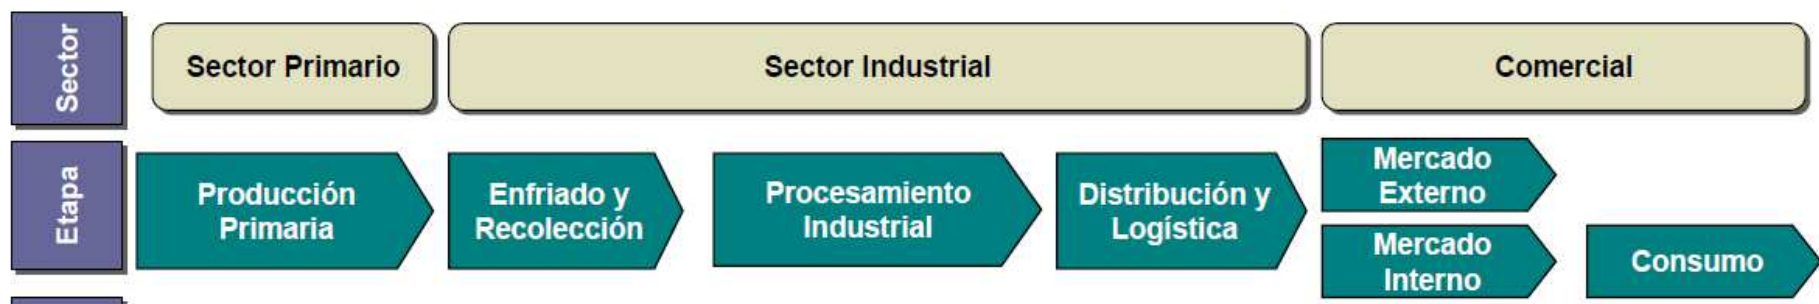 Sector
Sector Primario
Sector Industrial
Comercial
Etapa
Producción
Primaria
Enfriado y
Recolección
Procesamiento
Industrial
Distribución y
Logística
Mercado
Externo
Mercado
Interno
Consumo